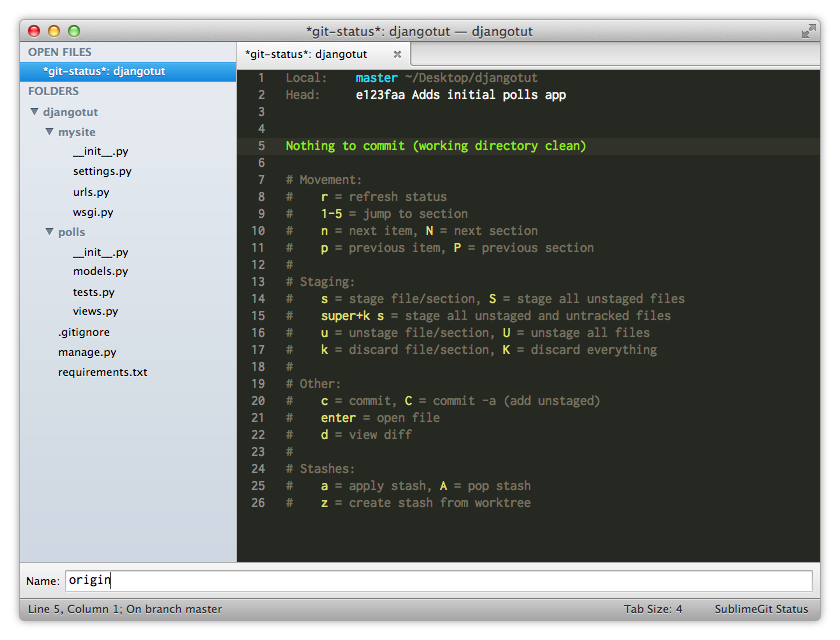 *git-status*: djangotut — djangotut
OPEN FILES
*git-status*: djangotut
FOLDERS
djangotut
mysite
__init__.py
settings.py
urls.py
wsgi.py
polls
__init__.py
models.py
tests.py
views.py
.gitignore
manage.py
requirements.txt
*git-status*: djangotut ×
1 Local: master ~/Desktop/djangotut
2 Head: e123faa Adds initial polls app
3
4
5 Nothing to commit (working directory clean)
6
7 # Movement:
8 # r = refresh status
9 # 1-5 = jump to section
10 # n = next item, N = next section
11 # p = previous item, P = previous section
12 #
13 # Staging:
14 # s = stage file/section, S = stage all unstaged files
15 # super+k s = stage all unstaged and untracked files
16 # u = unstage file/section, U = unstage all files
17 # k = discard file/section, K = discard everything
18 #
19 # Other:
20 # c = commit, C = commit -a (add unstaged)
21 # enter = open file
22 # d = view diff
23 #
24 # Stashes:
25 # a = apply stash, A = pop stash
26 # z = create stash from worktree
Name: origin
Line 5, Column 1; On branch master Tab Size: 4 SublimeGit Status